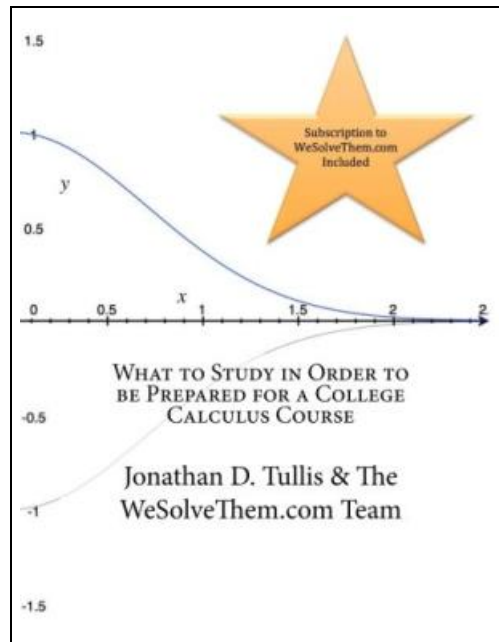 1.5
Subscription to
WeSolveThem.com
Included
1
y
0.5
x
0 0.5 1 1.5 2 2.
-0.5
WHAT TO STUDY IN ORDER TO
BE PREPARED FOR A COLLEGE
CALCULUS COURSE
Jonathan D. Tullis & The
WeSolveThem.com Team
-1
-1.5